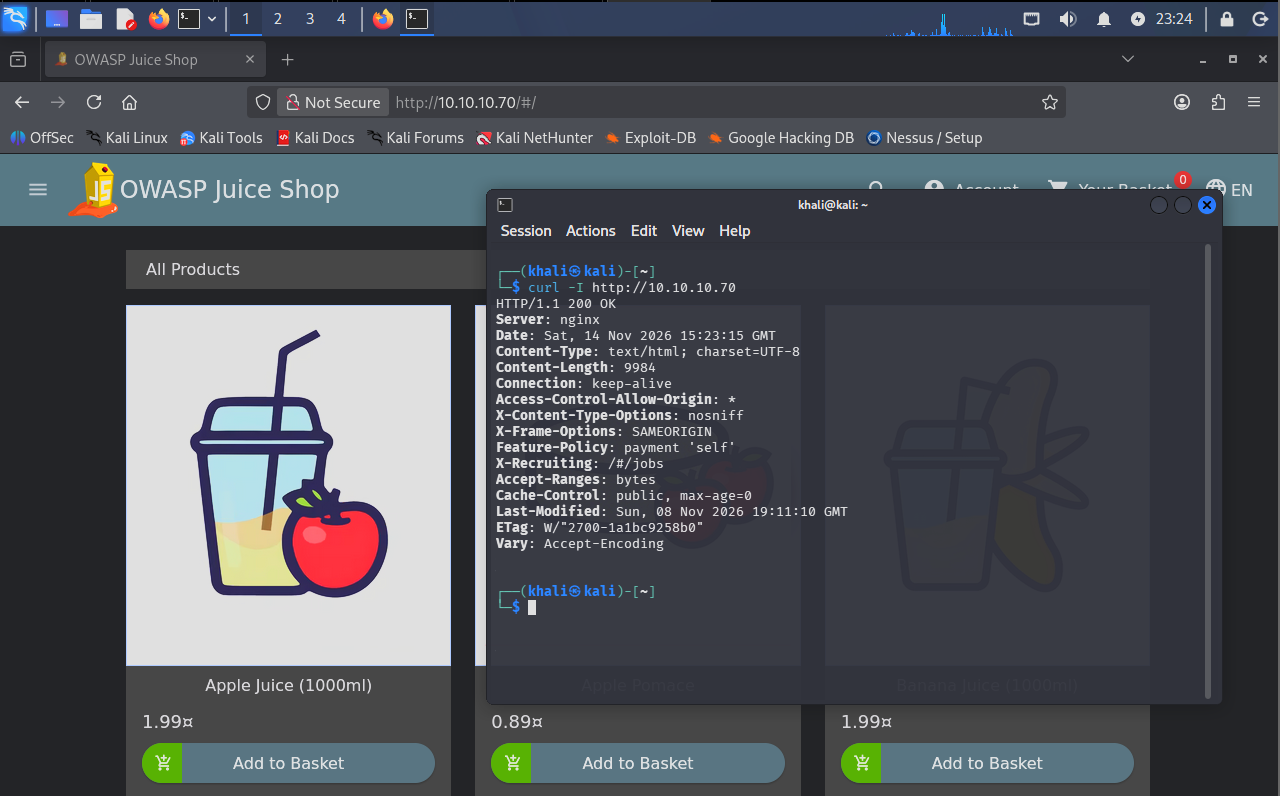 1 2 3 4 23:24
OWASP Juice Shop
Not Secure http://10.10.10.70/#/
OffSec Kali Linux Kali Tools Kali Docs Kali Forums Kali NetHunter Exploit-DB Google Hacking DB Nessus / Setup
JS OWASP Juice Shop Account Your Basket 0 EN
All Products
khali@kali: ~
Session Actions Edit View Help
┌──(khali㉿kali)-[~]
└─$ curl -I http://10.10.10.70
HTTP/1.1 200 OK
Server: nginx
Date: Sat, 14 Nov 2026 15:23:15 GMT
Content-Type: text/html; charset=UTF-8
Content-Length: 9984
Connection: keep-alive
Access-Control-Allow-Origin: *
X-Content-Type-Options: nosniff
X-Frame-Options: SAMEORIGIN
Feature-Policy: payment 'self'
X-Recruiting: /#/jobs
Accept-Ranges: bytes
Cache-Control: public, max-age=0
Last-Modified: Sun, 08 Nov 2026 19:11:10 GMT
ETag: W/"2700-1a1bc9258b0"
Vary: Accept-Encoding
┌──(khali㉿kali)-[~]
└─$
Apple Juice (1000ml) Apple Pomace Banana Juice (1000ml)
1.99¤ 0.89¤ 1.99¤
Add to Basket Add to Basket Add to Basket